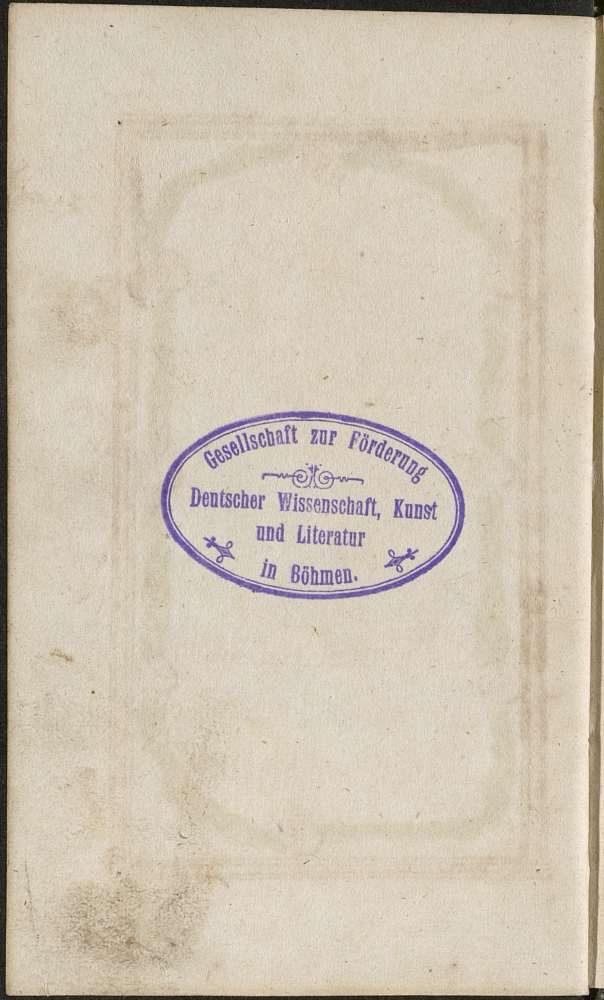 Gesellschaft zur Förderung
Deutscher Wissenschaft, Kunst
und Literatur
in Böhmen.